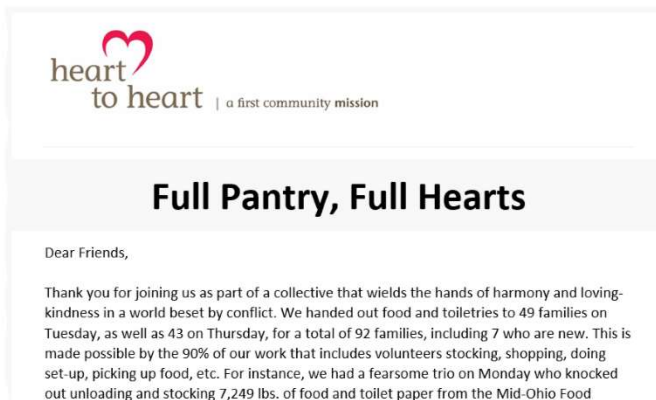 heart
to heart | a first community mission
Full Pantry, Full Hearts
Dear Friends,
Thank you for joining us as part of a collective that wields the hands of harmony and loving-
kindness in a world beset by conflict. We handed out food and toiletries to 49 families on
Tuesday, as well as 43 on Thursday, for a total of 92 families, including 7 who are new. This is
made possible by the 90% of our work that includes volunteers stocking, shopping, doing
set-up, picking up food, etc. For instance, we had a fearsome trio on Monday who knocked
out unloading and stocking 7,249 lbs. of food and toilet paper from the Mid-Ohio Food